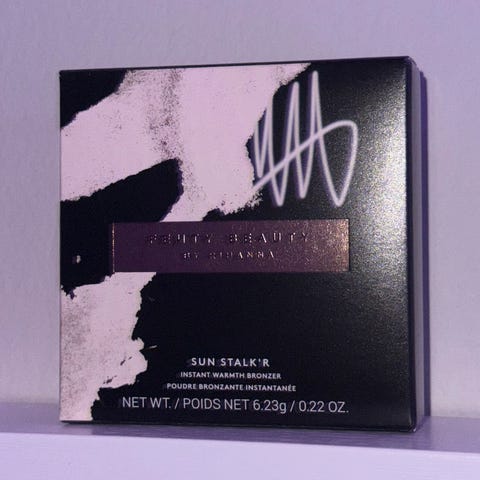 FENTY BEAUTY
BY RIHANNA
SUN STALK'R
INSTANT WARMTH BRONZER
POUDRE BRONZANTE INSTANTANÉE
NET WT. / POIDS NET 6.23g / 0.22 OZ.